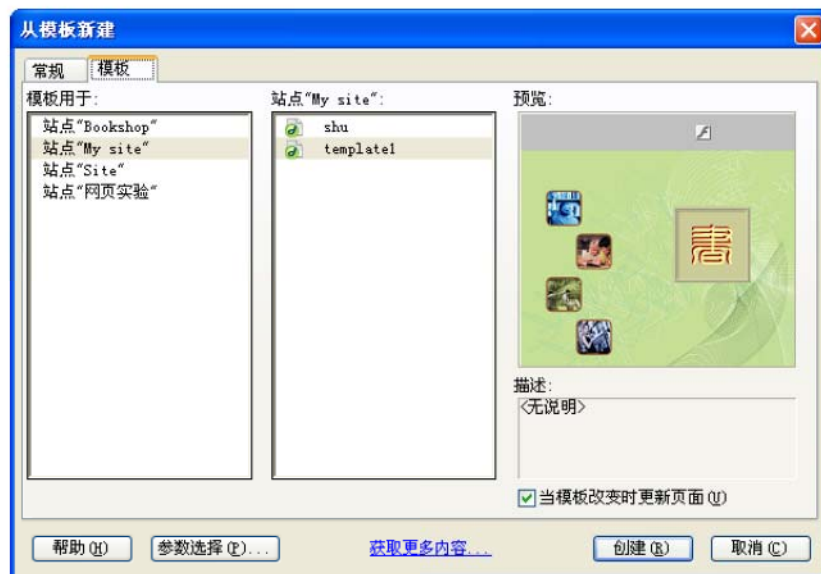 从模板新建
常规 模板
模板用于:
站点"Bookshop"
站点"My site"
站点"Site"
站点"网页实验"
站点"My site":
shu
template1
预览:
書
描述:
<无说明>
当模板改变时更新页面(U)
帮助(H) 参数选择(P)... 获取更多内容... 创建(R) 取消(C)